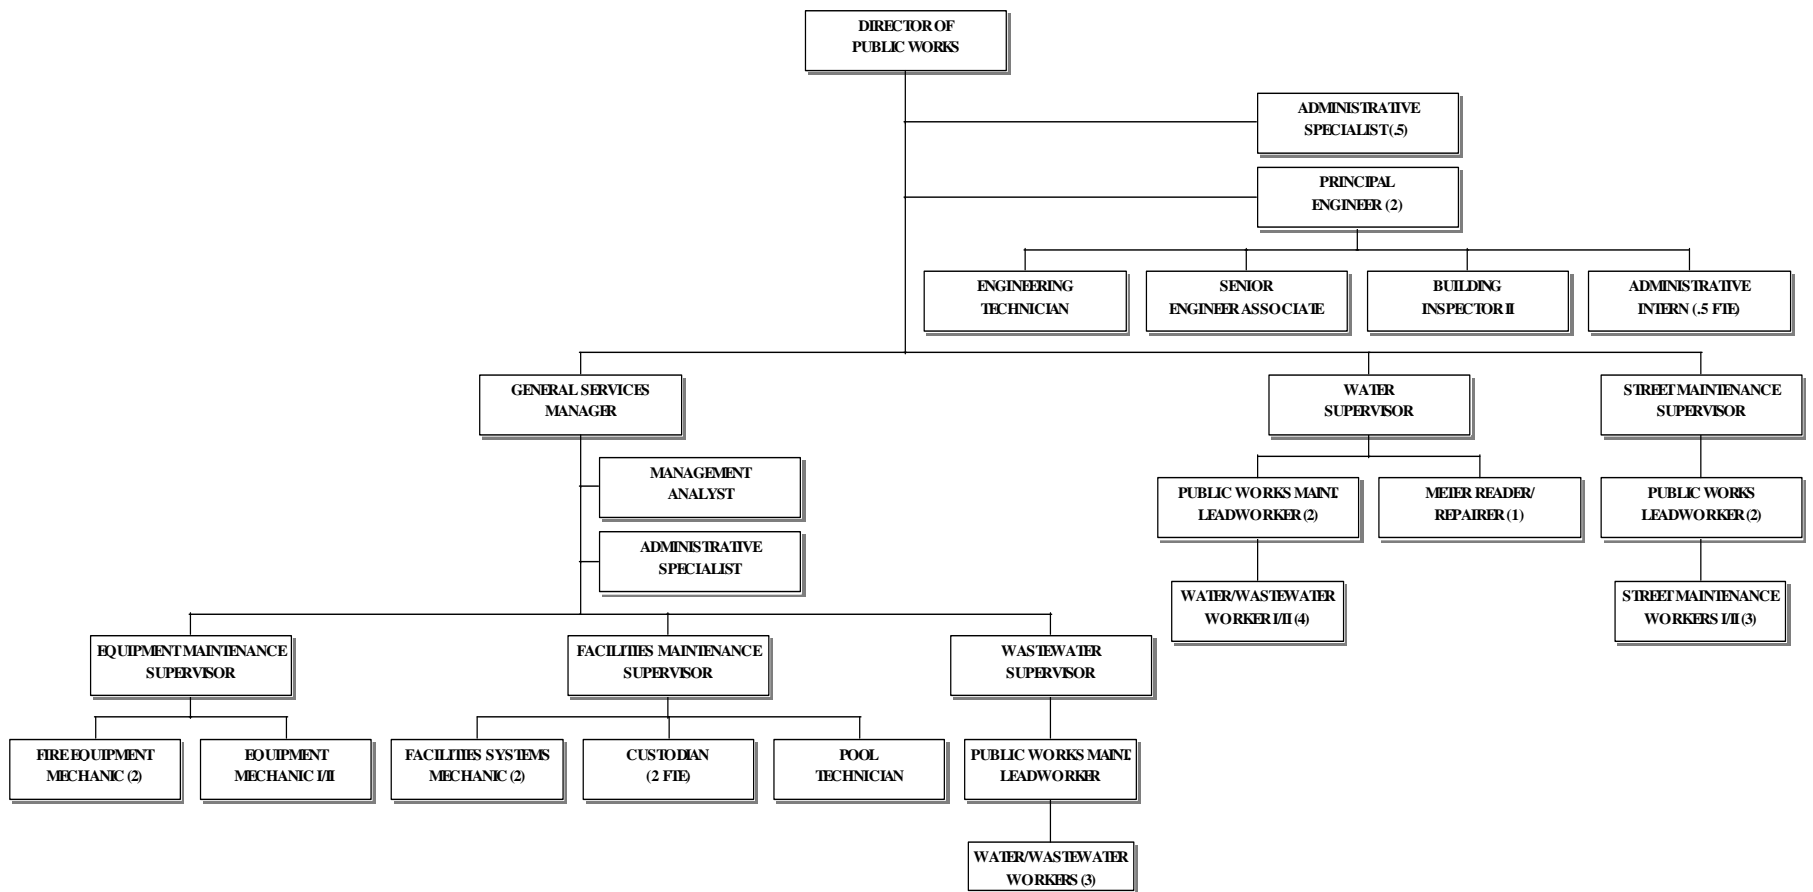 DIRECTOR OF
PUBLIC WORKS
ADMINISTRATIVE
SPECIALIST (.5)
PRINCIPAL
ENGINEER (2)
ENGINEERING
TECHNICIAN
SENIOR
ENGINEER ASSOCIATE
BUILDING
INSPECTOR II
ADMINISTRATIVE
INTERN (.5 FTE)
GENERAL SERVICES
MANAGER
WATER
SUPERVISOR
STREET MAINTENANCE
SUPERVISOR
MANAGEMENT
ANALYST
ADMINISTRATIVE
SPECIALIST
PUBLIC WORKS MAINT.
LEADWORKER (2)
METER READER/
REPAIRER (1)
PUBLIC WORKS
LEADWORKER (2)
WATER/WASTEWATER
WORKER I/II (4)
STREET MAINTENANCE
WORKERS I/II (3)
EQUIPMENT MAINTENANCE
SUPERVISOR
FACILITIES MAINTENANCE
SUPERVISOR
WASTEWATER
SUPERVISOR
FIRE EQUIPMENT
MECHANIC (2)
EQUIPMENT
MECHANIC I/II
FACILITIES SYSTEMS
MECHANIC (2)
CUSTODIAN
(2 FTE)
POOL
TECHNICIAN
PUBLIC WORKS MAINT.
LEADWORKER
WATER/WASTEWATER
WORKERS (3)